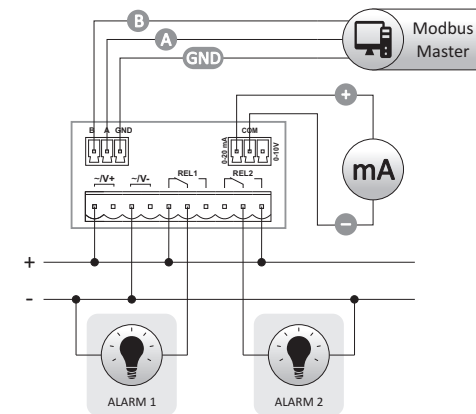 B
Modbus
Master
A
GND
B A GND
COM
0-20 mA
0-10V
+
mA
-
~/V+ ~/V- REL1 REL2
+
-
ALARM 1
ALARM 2